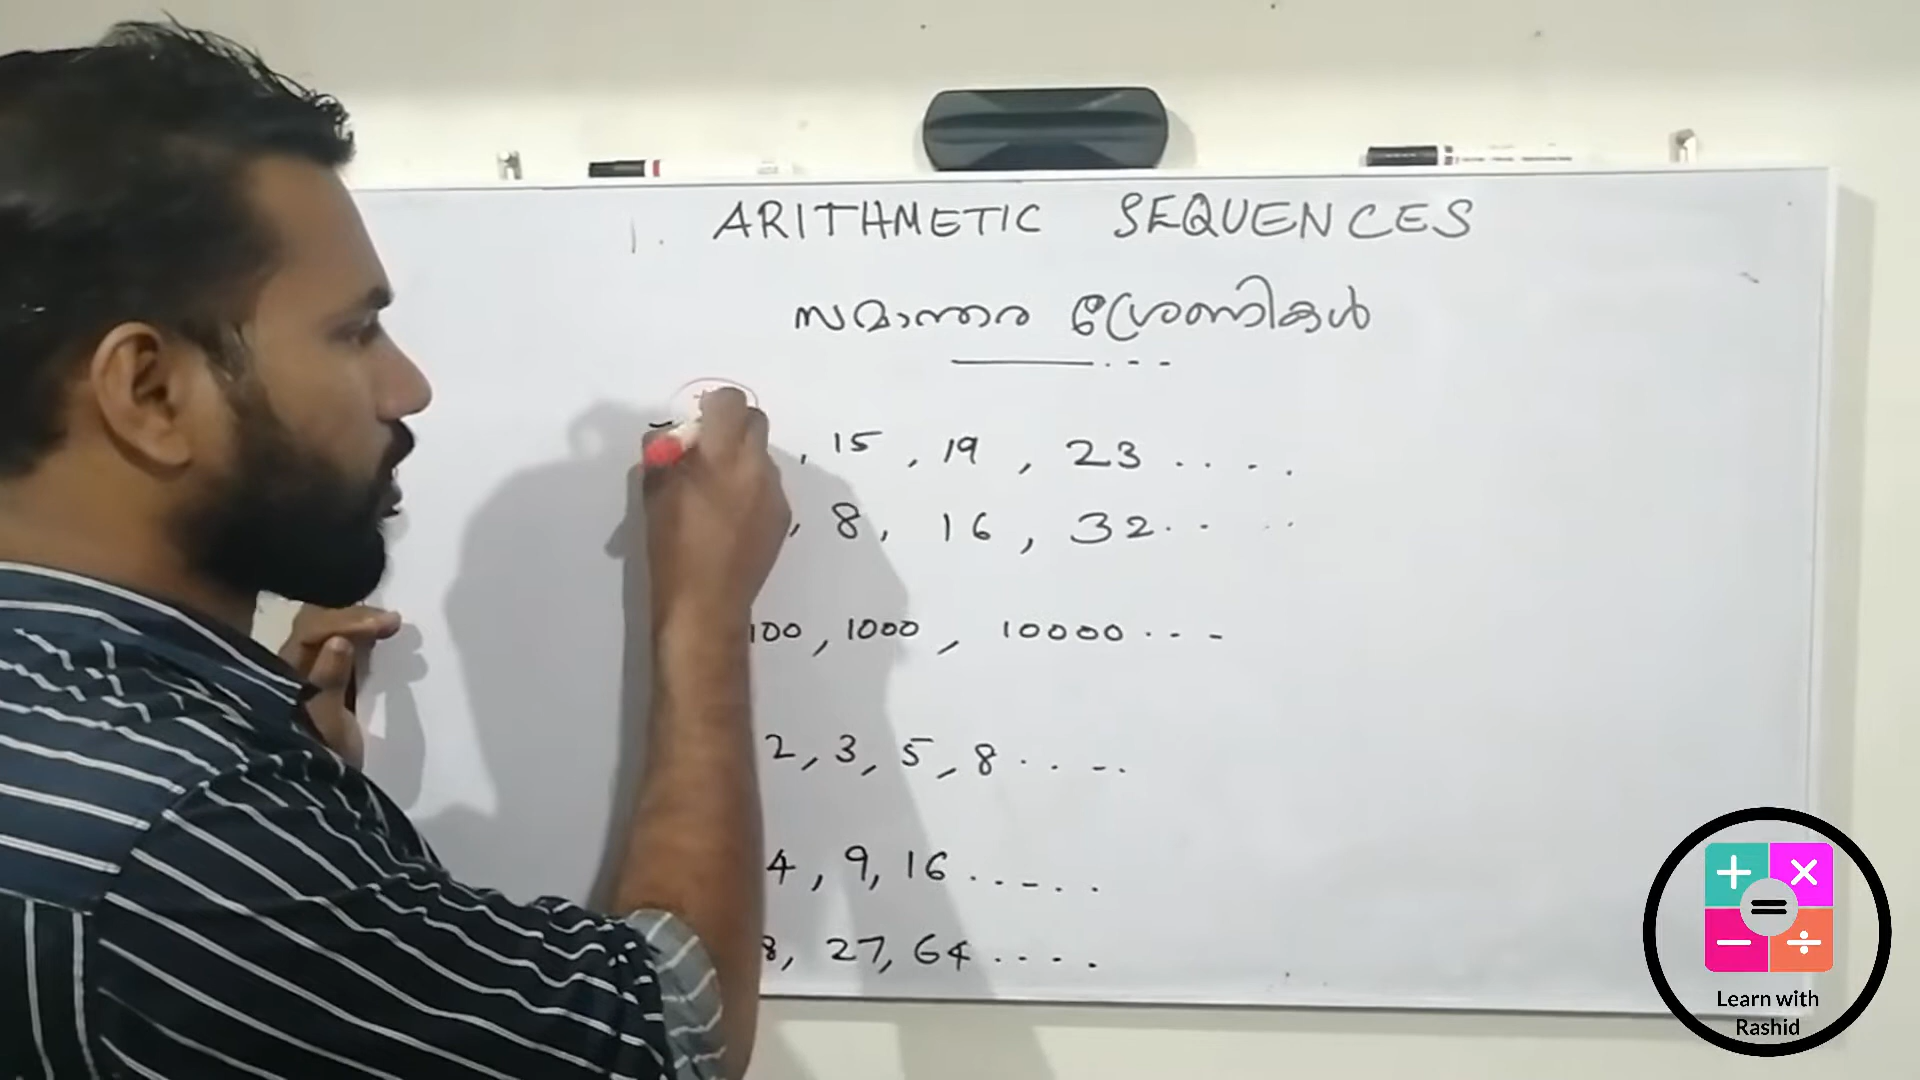 1. ARITHMETIC SEQUENCES
സമാന്തര ശ്രേണികൾ
, 15, 19, 23 ....
, 8, 16, 32 ....
100, 1000, 10000 ...
2, 3, 5, 8 ....
4, 9, 16 .....
8, 27, 64 ....
Learn with
Rashid